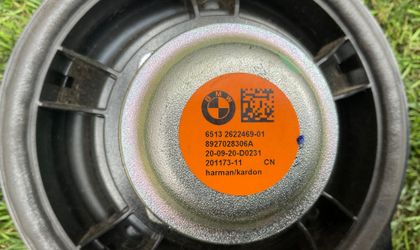 BMW
6513 2622469-01
8927028306A
20-09-20-D0231
201173-11 CN
harman/kardon